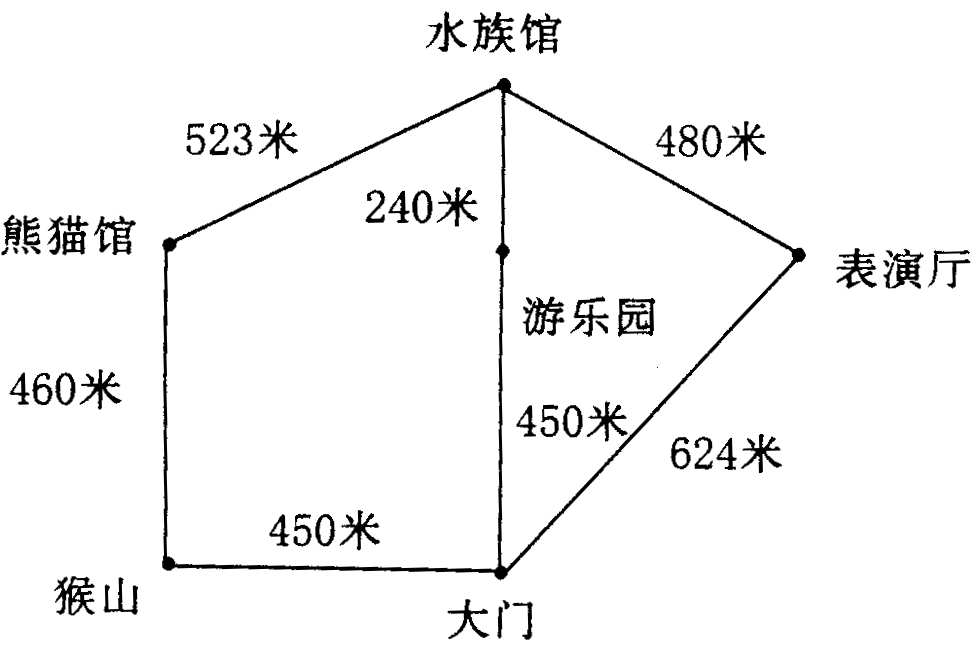 水族馆
523米
480米
240米
熊猫馆
表演厅
游乐园
460米
450米
624米
450米
猴山
大门